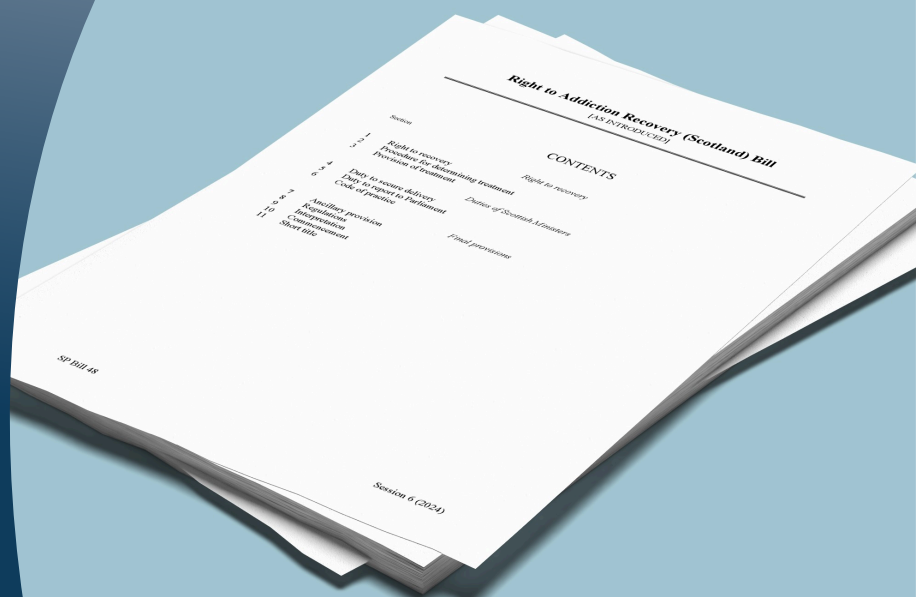 Right to Addiction Recovery (Scotland) Bill
[AS INTRODUCED]
CONTENTS
Section
Right to recovery
1 Right to recovery
2 Procedure for determining treatment
3 Provision of treatment
Duties of Scottish Ministers
4 Duty to secure delivery
5 Duty to report to Parliament
6 Code of practice
Final provisions
7 Ancillary provision
8 Regulations
9 Interpretation
10 Commencement
11 Short title
SP Bill 48
Session 6 (2024)